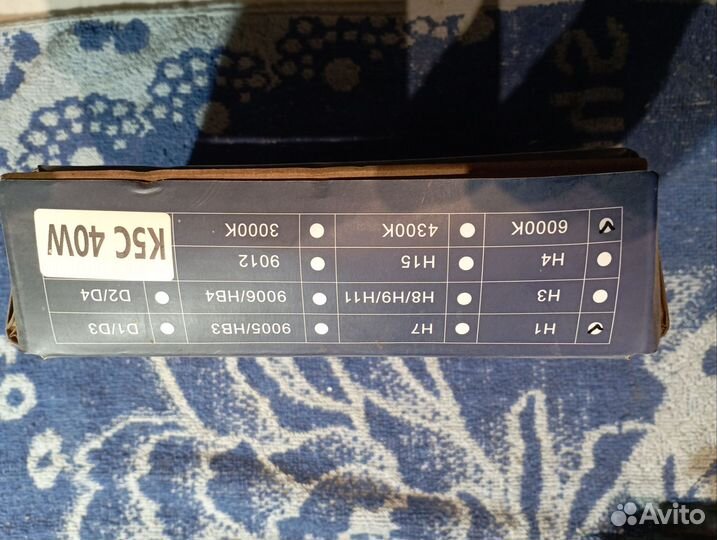 H1 H7 9005/HB3 D1/D3
H3 H8/H9/H11 9006/HB4 D2/D4
H4 H15 9012
6000K 4300K 3000K
K5C 40W
Avito